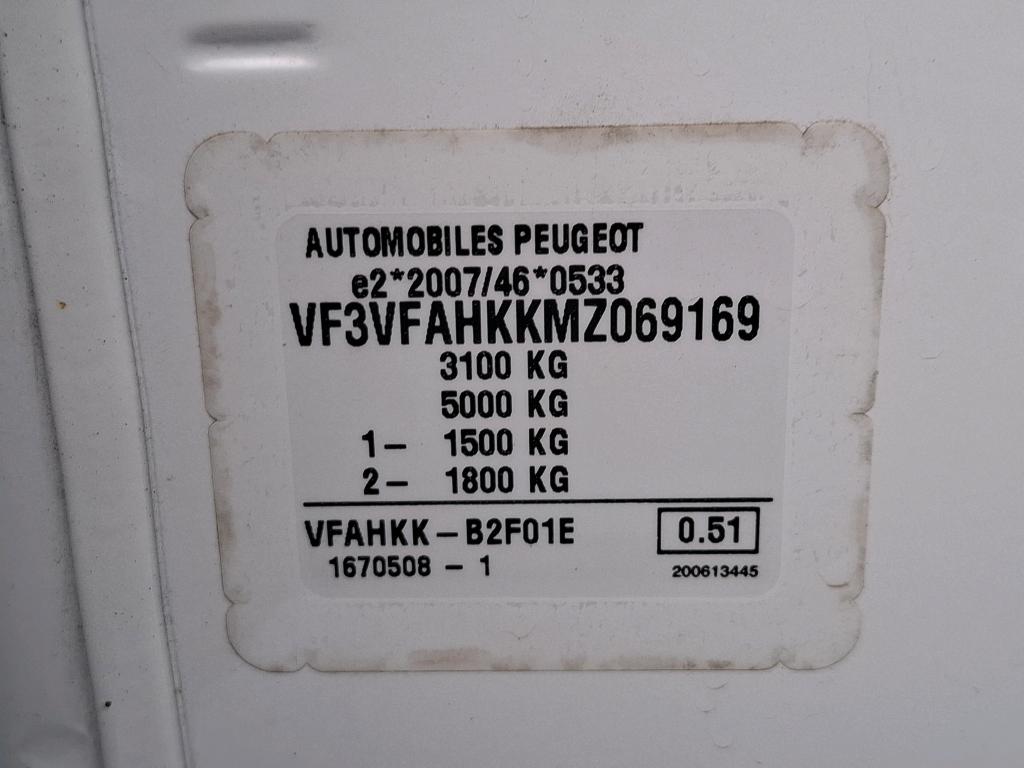 AUTOMOBILES PEUGEOT
e2*2007/46*0533
VF3VFAHKKMZ069169
3100 KG
5000 KG
1- 1500 KG
2- 1800 KG
VFAHKK-B2F01E 0.51
1670508 - 1 200613445